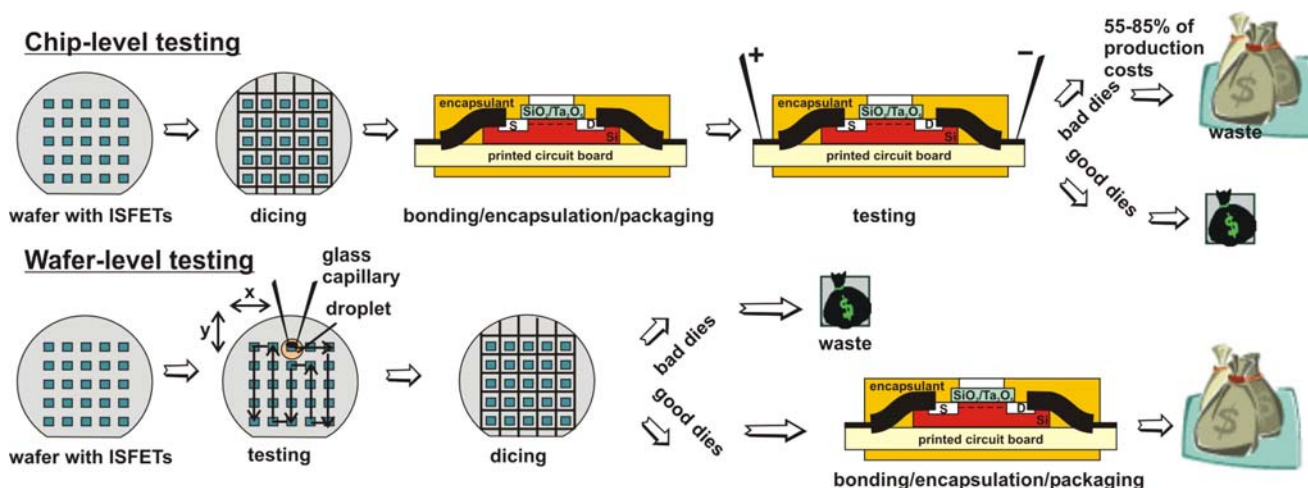 Chip-level testing
wafer with ISFETs
dicing
encapsulant
SiO₂/Ta₂O₅
S
D
Si
printed circuit board
bonding/encapsulation/packaging
+
−
encapsulant
SiO₂/Ta₂O₅
S
D
Si
printed circuit board
testing
bad dies
good dies
55-85% of
production
costs
$
waste
$
Wafer-level testing
wafer with ISFETs
x
y
glass
capillary
droplet
testing
dicing
bad dies
good dies
$
waste
encapsulant
SiO₂/Ta₂O₅
S
D
Si
printed circuit board
bonding/encapsulation/packaging
$